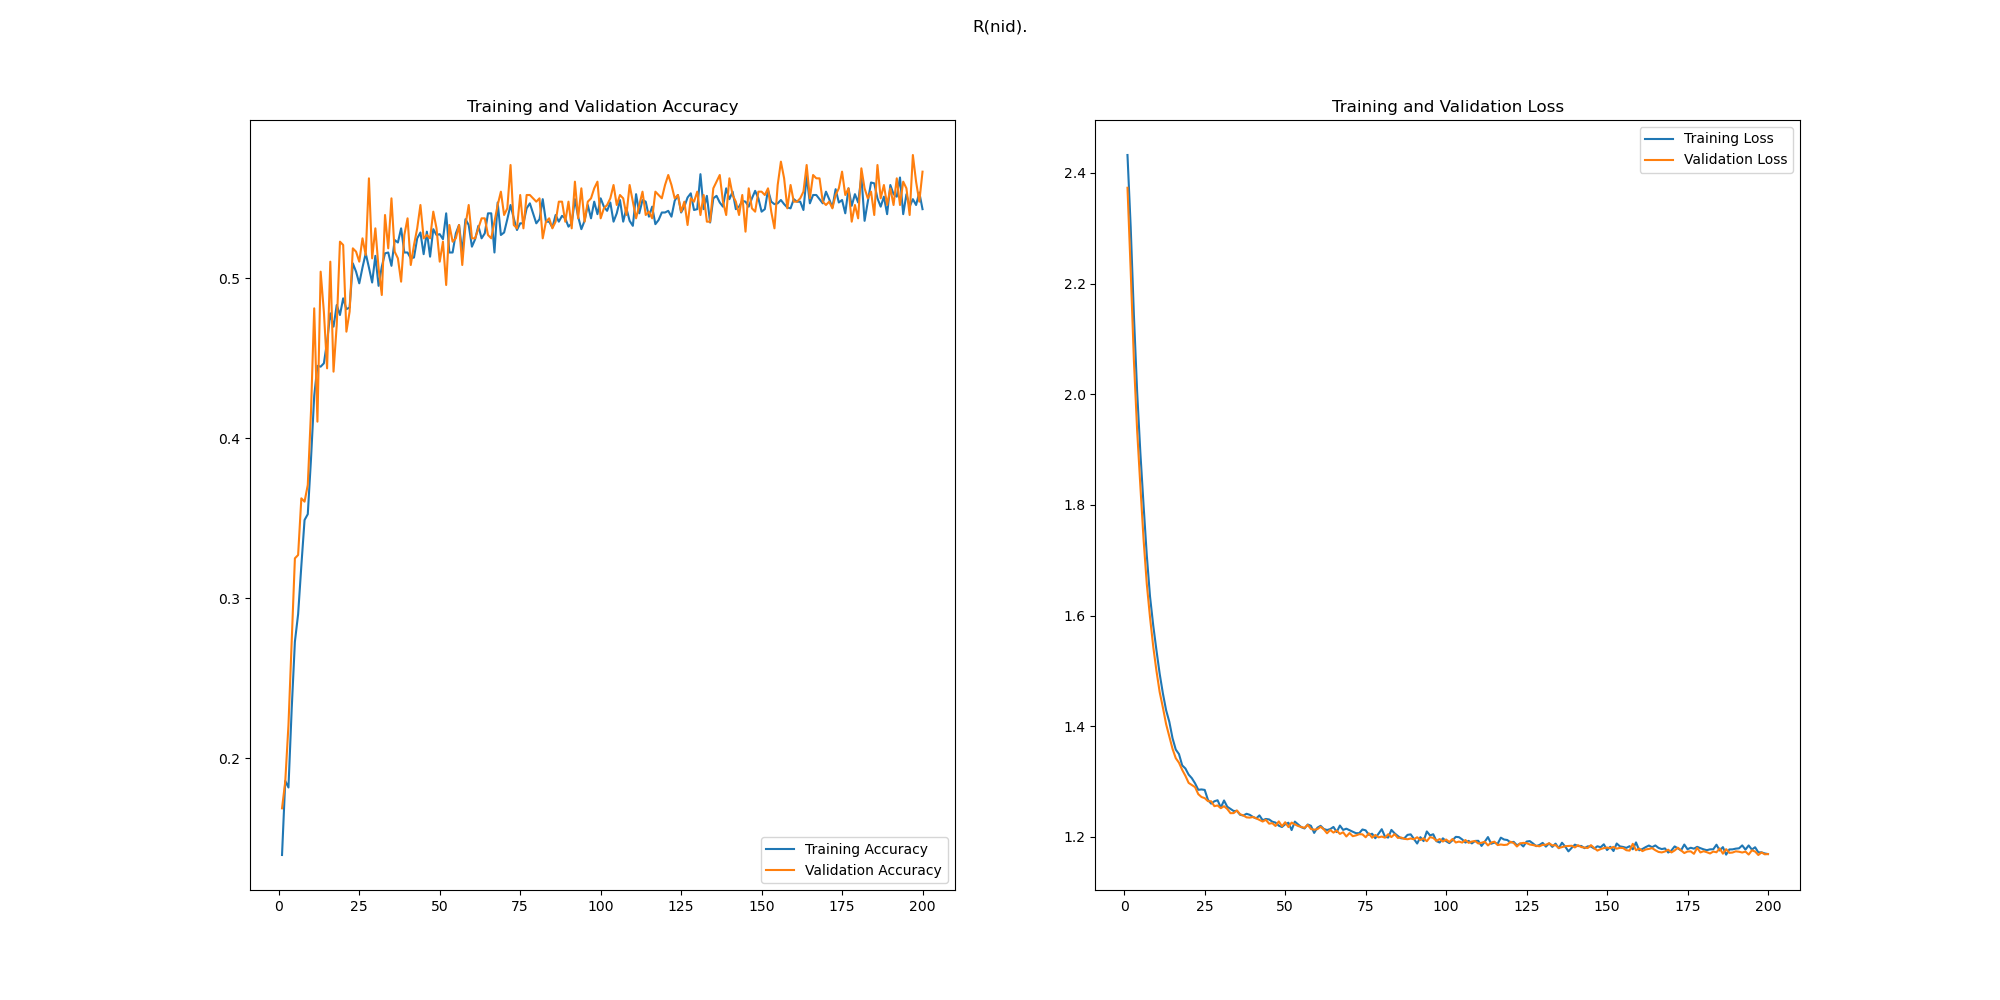 R(nid).
Training and Validation Accuracy
0.5
0.4
0.3
0.2
0 25 50 75 100 125 150 175 200
Training Accuracy
Validation Accuracy
Training and Validation Loss
2.4
2.2
2.0
1.8
1.6
1.4
1.2
0 25 50 75 100 125 150 175 200
Training Loss
Validation Loss